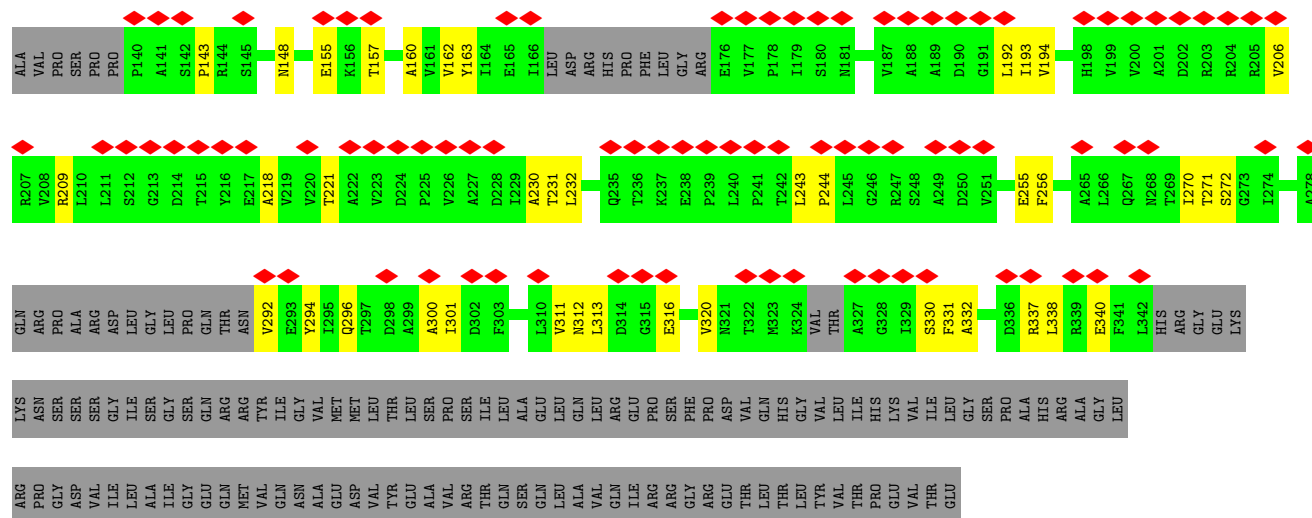 ALA VAL PRO SER PRO PRO P140 A141 S142 P143 R144 S145 N148 E155 K156 T157 A160 V161 V162 Y163 I164 E165 I166 LEU ASP ARG HIS PRO PHE LEU GLY ARG E176 V177 P178 I179 S180 N181 V187 A188 A189 D190 G191 L192 I193 V194 H198 V199 V200 A201 D202 R203 R204 R205 V206
R207 V208 R209 L210 L211 S212 G213 D214 T215 Y216 E217 A218 V219 V220 T221 A222 V223 D224 P225 V226 A227 D228 I229 A230 T231 L232 Q235 T236 K237 E238 P239 L240 P241 T242 L243 P244 L245 G246 R247 S248 A249 D250 V251 E255 F256 A265 L266 Q267 N268 T269 I270 T271 S272 G273 I274 A278
GLN ARG PRO ALA ARG ASP LEU GLY LEU PRO GLN THR ASN V292 E293 Y294 I295 Q296 T297 D298 A299 A300 I301 D302 F303 L310 V311 N312 L313 D314 G315 E316 V320 N321 T322 M323 K324 VAL THR A327 G328 I329 S330 F331 A332 D336 R337 L338 R339 E340 F341 L342 HIS ARG GLY GLU LYS
LYS ASN SER SER SER GLY ILE SER GLY SER GLN ARG ARG TYR ILE GLY VAL MET MET LEU THR LEU SER PRO SER ILE LEU ALA GLU LEU GLN LEU ARG GLU PRO SER PHE PRO ASP VAL GLN HIS GLY VAL LEU ILE HIS LYS VAL ILE LEU GLY SER PRO ALA HIS ARG ALA GLY LEU
ARG PRO GLY ASP VAL ILE LEU ALA ILE GLY GLU GLN MET VAL GLN ASN ALA GLU ASP VAL TYR GLU ALA VAL ARG THR GLN SER GLN LEU ALA VAL GLN ILE ARG ARG GLY ARG GLU THR LEU THR LEU TYR VAL THR PRO GLU VAL THR GLU